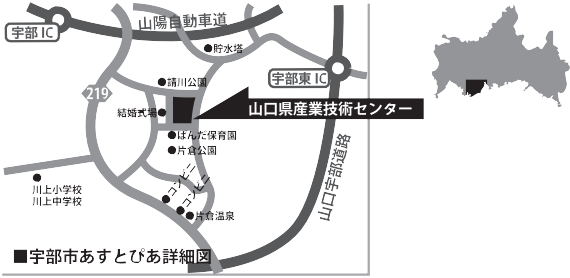 山陽自動車道
宇部IC
貯水塔
宇部東IC
請川公園
219
結婚式場
山口県産業技術センター
ぱんだ保育園
片倉公園
コンビニ
コンビニ
山口宇部道路
川上小学校
川上中学校
片倉温泉
■宇部市あすとぴあ詳細図